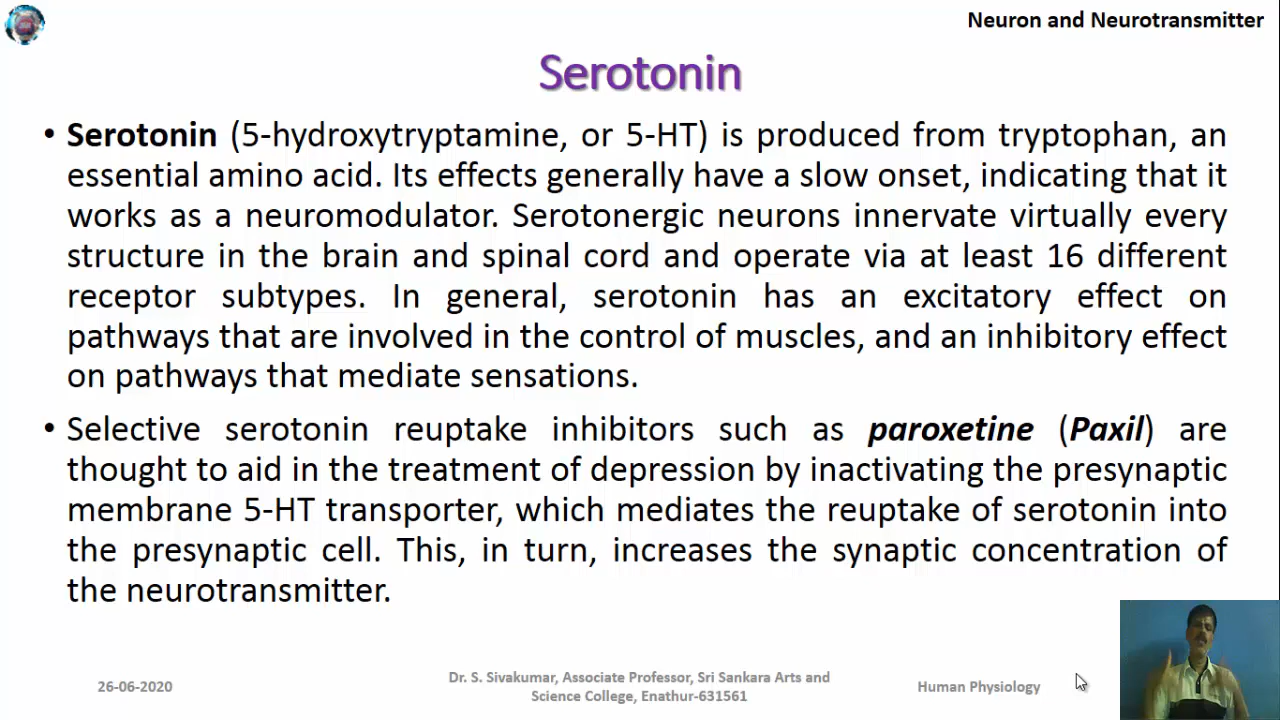 Neuron and Neurotransmitter
Serotonin
• Serotonin (5-hydroxytryptamine, or 5-HT) is produced from tryptophan, an
essential amino acid. Its effects generally have a slow onset, indicating that it
works as a neuromodulator. Serotonergic neurons innervate virtually every
structure in the brain and spinal cord and operate via at least 16 different
receptor subtypes. In general, serotonin has an excitatory effect on
pathways that are involved in the control of muscles, and an inhibitory effect
on pathways that mediate sensations.
• Selective serotonin reuptake inhibitors such as paroxetine (Paxil) are
thought to aid in the treatment of depression by inactivating the presynaptic
membrane 5-HT transporter, which mediates the reuptake of serotonin into
the presynaptic cell. This, in turn, increases the synaptic concentration of
the neurotransmitter.
26-06-2020
Dr. S. Sivakumar, Associate Professor, Sri Sankara Arts and
Science College, Enathur-631561
Human Physiology